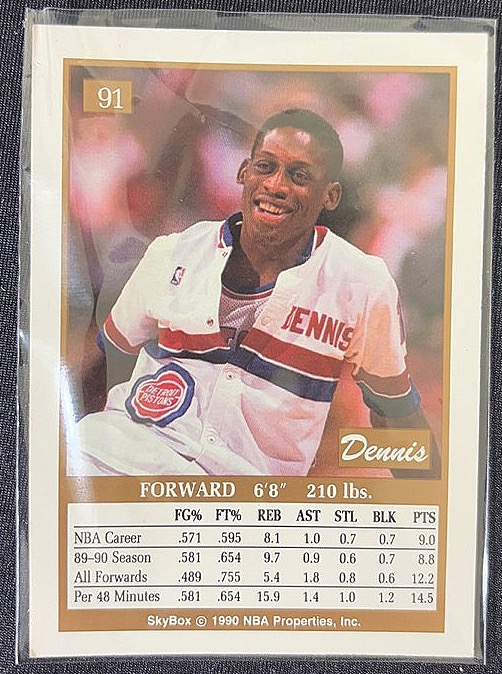 91
DENNIS
DETROIT
PISTONS
Dennis
FORWARD 6'8" 210 lbs.
FG% FT% REB AST STL BLK PTS
NBA Career .571 .595 8.1 1.0 0.7 0.7 9.0
89–90 Season .581 .654 9.7 0.9 0.6 0.7 8.8
All Forwards .489 .755 5.4 1.8 0.8 0.6 12.2
Per 48 Minutes .581 .654 15.9 1.4 1.0 1.2 14.5
SkyBox © 1990 NBA Properties, Inc.